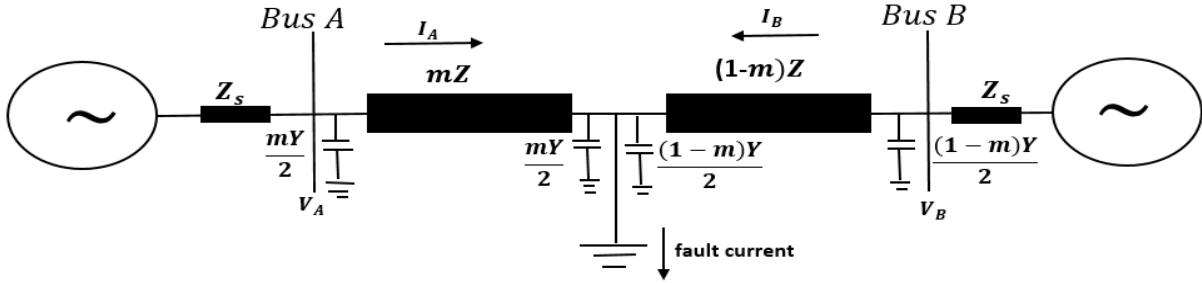 Bus A
I_A
I_B
Bus B
Z_s
mZ
(1-m)Z
Z_s
~
~
mY/2
mY/2
(1 − m)Y/2
(1 − m)Y/2
V_A
V_B
fault current